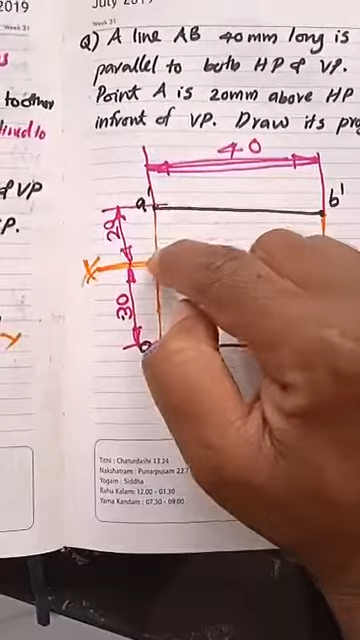 2019
July 2019
Week 31
Week 31
Q) A line AB 40mm long is
parallel to both HP & VP.
Point A is 20mm above HP
infront of VP. Draw its
to other
& VP
P.
40
a'
b'
20
X
30
Y
Tithi : Chaturdashi 13.24
Nakshatram : Punarpusam 22.
Yogam : Siddha
Rahu Kalam: 12.00 - 01.30
Yama Kandam : 07.30 - 09.00